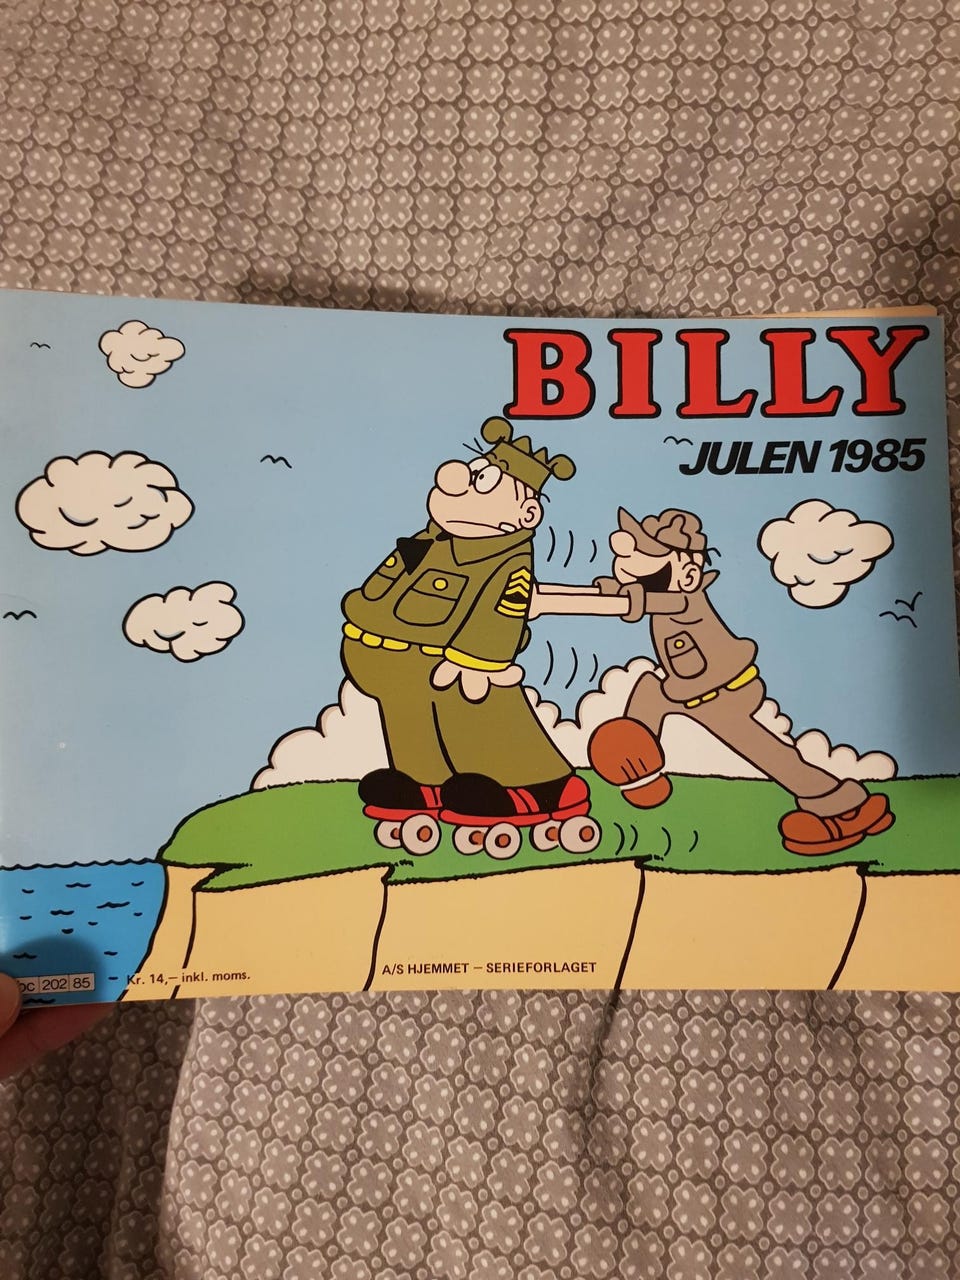 BILLY
JULEN 1985
A/S HJEMMET – SERIEFORLAGET
Kr. 14,– inkl. moms.
202 85